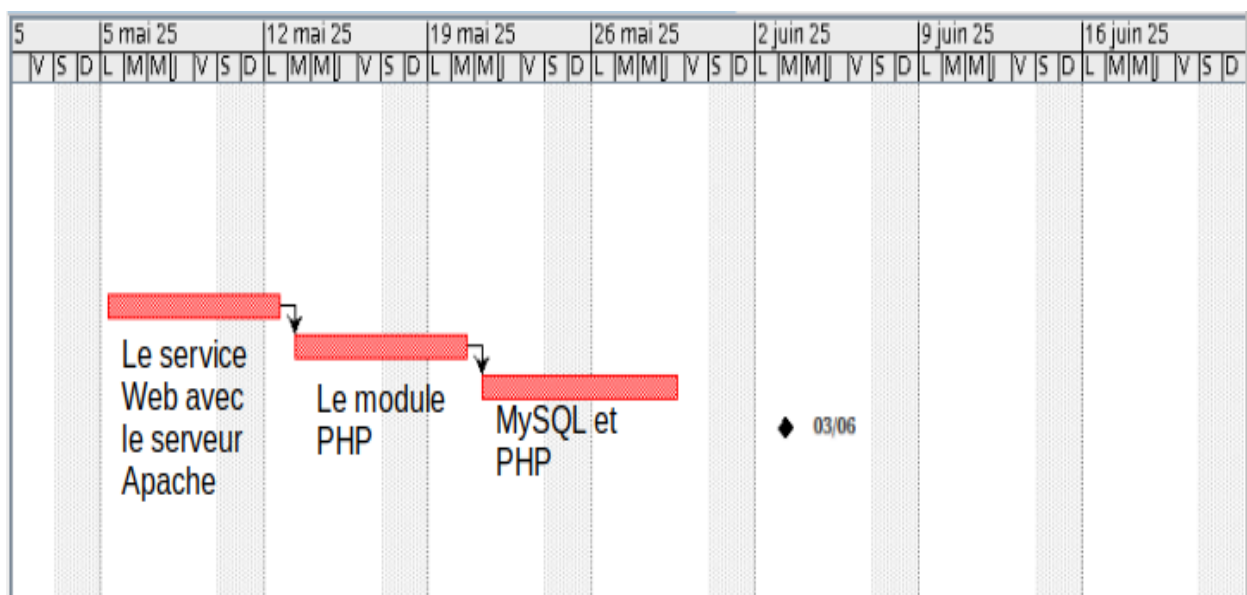 5 5 mai 25 12 mai 25 19 mai 25 26 mai 25 2 juin 25 9 juin 25 16 juin 25
V S D L M M J V S D L M M J V S D L M M J V S D L M M J V S D L M M J V S D L M M J V S D L M M J V S D
Le service
Web avec
le serveur
Apache
Le module
PHP
MySQL et
PHP
03/06